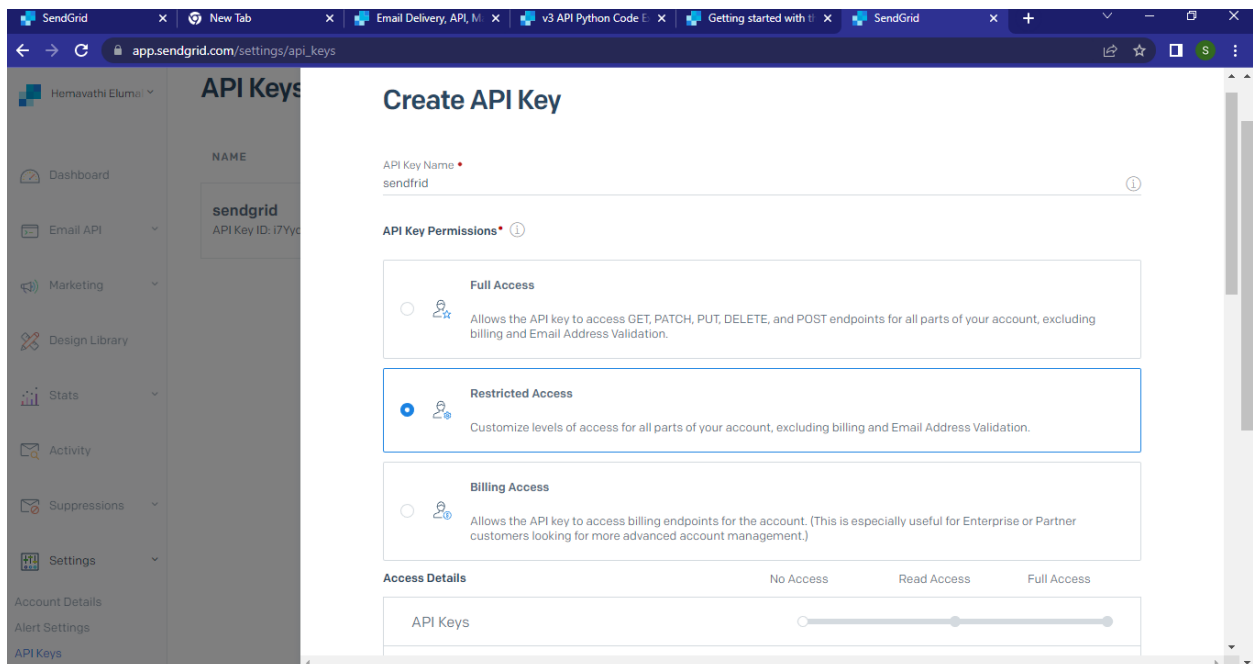 SendGrid
New Tab
Email Delivery, API, M
v3 API Python Code E
Getting started with t
SendGrid
app.sendgrid.com/settings/api_keys
S
Hemavathi Eluma
Dashboard
Email API
Marketing
Design Library
Stats
Activity
Suppressions
Settings
Account Details
Alert Settings
API Keys
API Keys
NAME
sendgrid
API Key ID: i7Yyc
Create API Key
API Key Name •
sendfrid
API Key Permissions•
Full Access
Allows the API key to access GET, PATCH, PUT, DELETE, and POST endpoints for all parts of your account, excluding
billing and Email Address Validation.
Restricted Access
Customize levels of access for all parts of your account, excluding billing and Email Address Validation.
Billing Access
Allows the API key to access billing endpoints for the account. (This is especially useful for Enterprise or Partner
customers looking for more advanced account management.)
Access Details No Access Read Access Full Access
API Keys